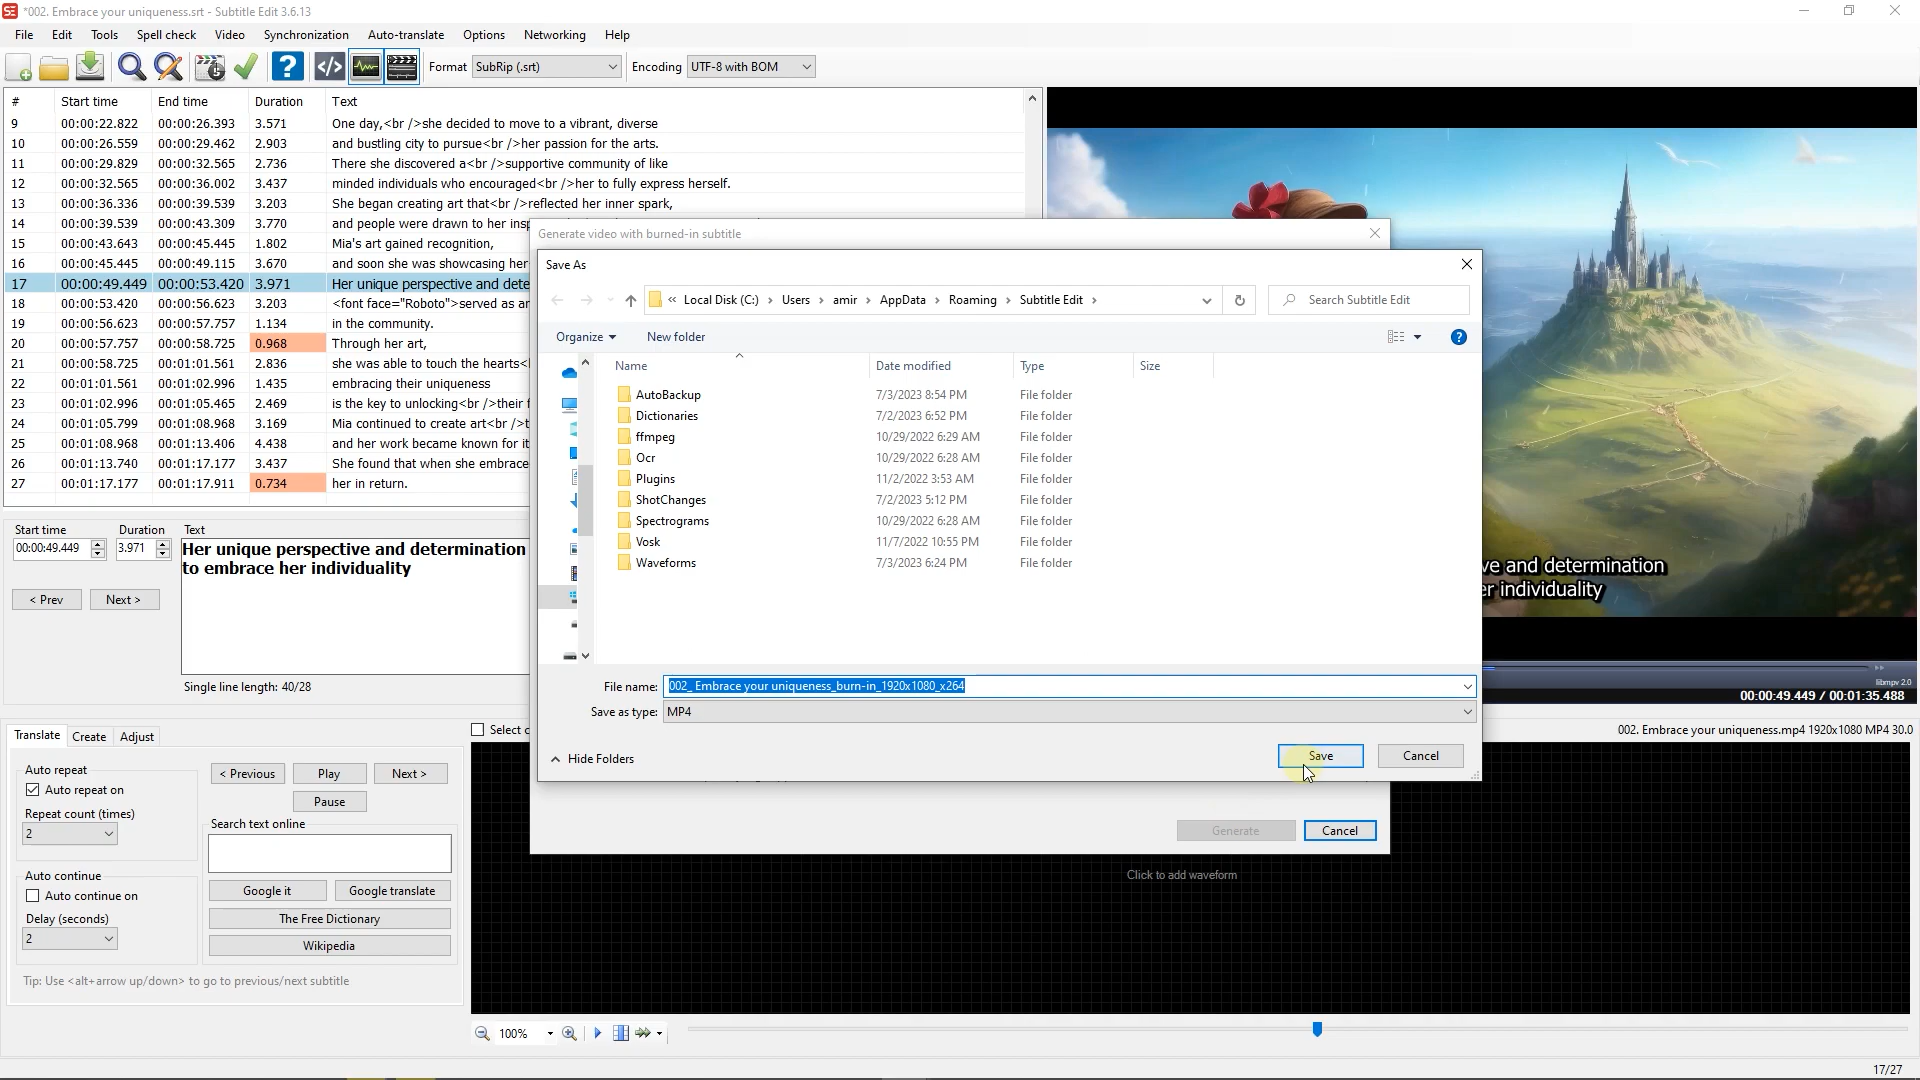 *002. Embrace your uniqueness.srt - Subtitle Edit 3.6.13
File Edit Tools Spell check Video Synchronization Auto-translate Options Networking Help
Format SubRip (.srt) Encoding UTF-8 with BOM
# Start time End time Duration Text
9 00:00:22.822 00:00:26.393 3.571 One day,<br />she decided to move to a vibrant, diverse
10 00:00:26.559 00:00:29.462 2.903 and bustling city to pursue<br />her passion for the arts.
11 00:00:29.829 00:00:32.565 2.736 There she discovered a<br />supportive community of like
12 00:00:32.565 00:00:36.002 3.437 minded individuals who encouraged<br />her to fully express herself.
13 00:00:36.336 00:00:39.539 3.203 She began creating art that<br />reflected her inner spark,
14 00:00:39.539 00:00:43.309 3.770 and people were drawn to her insp
15 00:00:43.643 00:00:45.445 1.802 Mia's art gained recognition,
16 00:00:45.445 00:00:49.115 3.670 and soon she was showcasing her
17 00:00:49.449 00:00:53.420 3.971 Her unique perspective and dete
18 00:00:53.420 00:00:56.623 3.203 <font face="Roboto">served as an
19 00:00:56.623 00:00:57.757 1.134 in the community.
20 00:00:57.757 00:00:58.725 0.968 Through her art,
21 00:00:58.725 00:01:01.561 2.836 she was able to touch the hearts<
22 00:01:01.561 00:01:02.996 1.435 embracing their uniqueness
23 00:01:02.996 00:01:05.465 2.469 is the key to unlocking<br />their f
24 00:01:05.799 00:01:08.968 3.169 Mia continued to create art<br />t
25 00:01:08.968 00:01:13.406 4.438 and her work became known for it
26 00:01:13.740 00:01:17.177 3.437 She found that when she embrace
27 00:01:17.177 00:01:17.911 0.734 her in return.
Generate video with burned-in subtitle
Save As
« Local Disk (C:) › Users › amir › AppData › Roaming › Subtitle Edit ›
Search Subtitle Edit
Organize New folder
Name Date modified Type Size
AutoBackup 7/3/2023 8:54 PM File folder
Dictionaries 7/2/2023 6:52 PM File folder
ffmpeg 10/29/2022 6:29 AM File folder
Ocr 10/29/2022 6:28 AM File folder
Plugins 11/2/2022 3:53 AM File folder
ShotChanges 7/2/2023 5:12 PM File folder
Spectrograms 10/29/2022 6:28 AM File folder
Vosk 11/7/2022 10:55 PM File folder
Waveforms 7/3/2023 6:24 PM File folder
File name: 002_ Embrace your uniqueness_burn-in_1920x1080_x264
Save as type: MP4
Hide Folders Save Cancel
Generate Cancel
ve and determination
er individuality
libmpv 2.0
00:00:49.449 / 00:01:35.488
Start time Duration Text
00:00:49.449 3.971
Her unique perspective and determination
to embrace her individuality
< Prev Next >
Single line length: 40/28
Translate Create Adjust
Select c
002. Embrace your uniqueness.mp4 1920x1080 MP4 30.0
Auto repeat
Auto repeat on
Repeat count (times)
2
Auto continue
Auto continue on
Delay (seconds)
2
< Previous Play Next >
Pause
Search text online
Google it Google translate
The Free Dictionary
Wikipedia
Tip: Use <alt+arrow up/down> to go to previous/next subtitle
Click to add waveform
100%
17/27